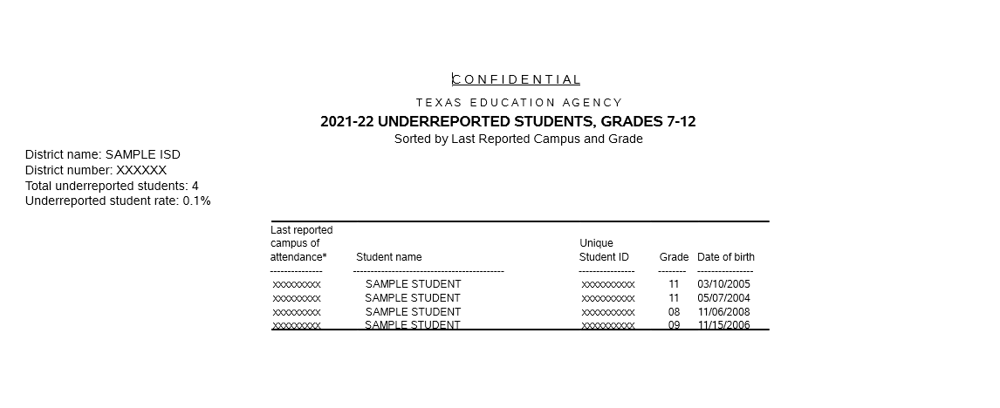 CONFIDENTIAL
TEXAS EDUCATION AGENCY
2021-22 UNDERREPORTED STUDENTS, GRADES 7-12
Sorted by Last Reported Campus and Grade
District name: SAMPLE ISD
District number: XXXXXX
Total underreported students: 4
Underreported student rate: 0.1%
Last reported
campus of Unique
attendance* Student name Student ID Grade Date of birth
--------------- ------------------------------------------- ---------------- -------- ----------------
xxxxxxxxx SAMPLE STUDENT xxxxxxxxxx 11 03/10/2005
xxxxxxxxx SAMPLE STUDENT xxxxxxxxxx 11 05/07/2004
xxxxxxxxx SAMPLE STUDENT xxxxxxxxxx 08 11/06/2008
xxxxxxxxx SAMPLE STUDENT xxxxxxxxxx 09 11/15/2006